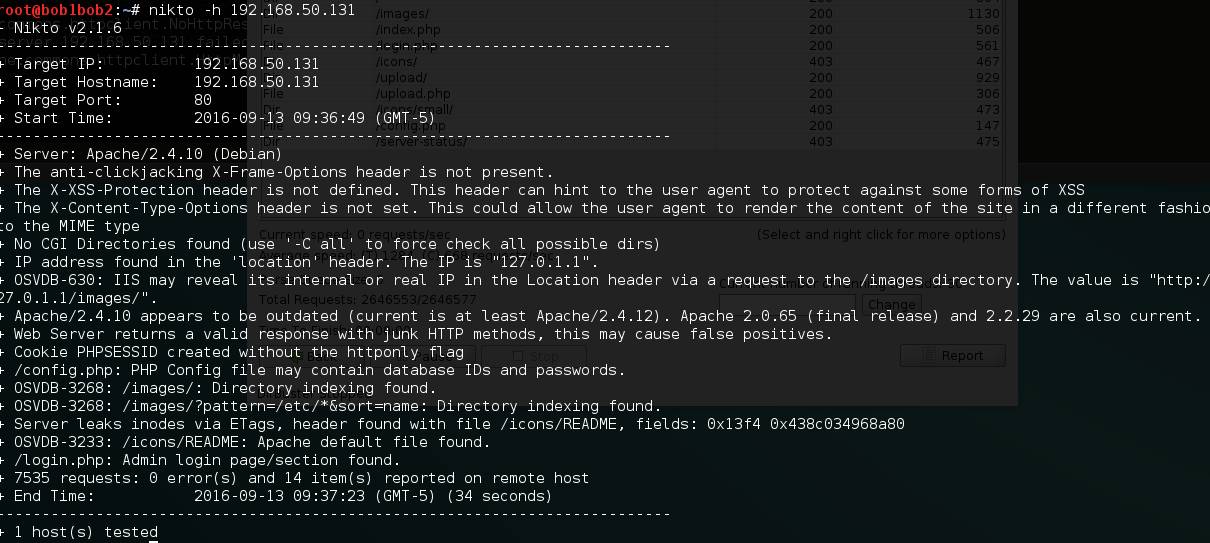 root@bob1bob2:~# nikto -h 192.168.50.131
- Nikto v2.1.6
---------------------------------------------------------------------------
+ Target IP:          192.168.50.131
+ Target Hostname:    192.168.50.131
+ Target Port:        80
+ Start Time:         2016-09-13 09:36:49 (GMT-5)
---------------------------------------------------------------------------
+ Server: Apache/2.4.10 (Debian)
+ The anti-clickjacking X-Frame-Options header is not present.
+ The X-XSS-Protection header is not defined. This header can hint to the user agent to protect against some forms of XSS
+ The X-Content-Type-Options header is not set. This could allow the user agent to render the content of the site in a different fashio
to the MIME type
+ No CGI Directories found (use '-C all' to force check all possible dirs)
+ IP address found in the 'location' header. The IP is "127.0.1.1".
+ OSVDB-630: IIS may reveal its internal or real IP in the Location header via a request to the /images directory. The value is "http:/
27.0.1.1/images/".
+ Apache/2.4.10 appears to be outdated (current is at least Apache/2.4.12). Apache 2.0.65 (final release) and 2.2.29 are also current.
+ Web Server returns a valid response with junk HTTP methods, this may cause false positives.
+ Cookie PHPSESSID created without the httponly flag
+ /config.php: PHP Config file may contain database IDs and passwords.
+ OSVDB-3268: /images/: Directory indexing found.
+ OSVDB-3268: /images/?pattern=/etc/*&sort=name: Directory indexing found.
+ Server leaks inodes via ETags, header found with file /icons/README, fields: 0x13f4 0x438c034968a80
+ OSVDB-3233: /icons/README: Apache default file found.
+ /login.php: Admin login page/section found.
+ 7535 requests: 0 error(s) and 14 item(s) reported on remote host
+ End Time:           2016-09-13 09:37:23 (GMT-5) (34 seconds)
---------------------------------------------------------------------------
+ 1 host(s) tested
/images/ 200 1130
File /index.php 200 506
File /login.php 200 561
/icons/ 403 467
/upload/ 200 929
File /upload.php 200 306
Dir /icons/small/ 403 473
File /config.php 200 147
Dir /server-status/ 403 475
Current speed: 0 requests/sec
(Select and right click for more options)
Total Requests: 2646553/2646577
Change
Stop
Report